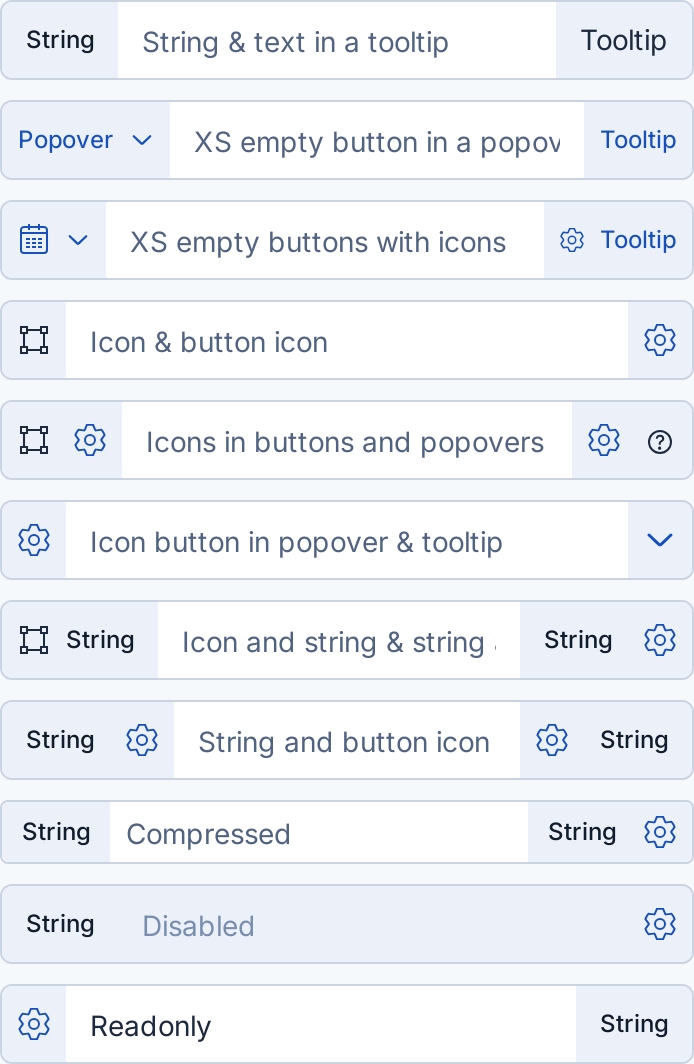 String String & text in a tooltip Tooltip
Popover XS empty button in a popov Tooltip
XS empty buttons with icons Tooltip
Icon & button icon
Icons in buttons and popovers
Icon button in popover & tooltip
String Icon and string & string String
String String and button icon String
String Compressed String
String Disabled
Readonly String